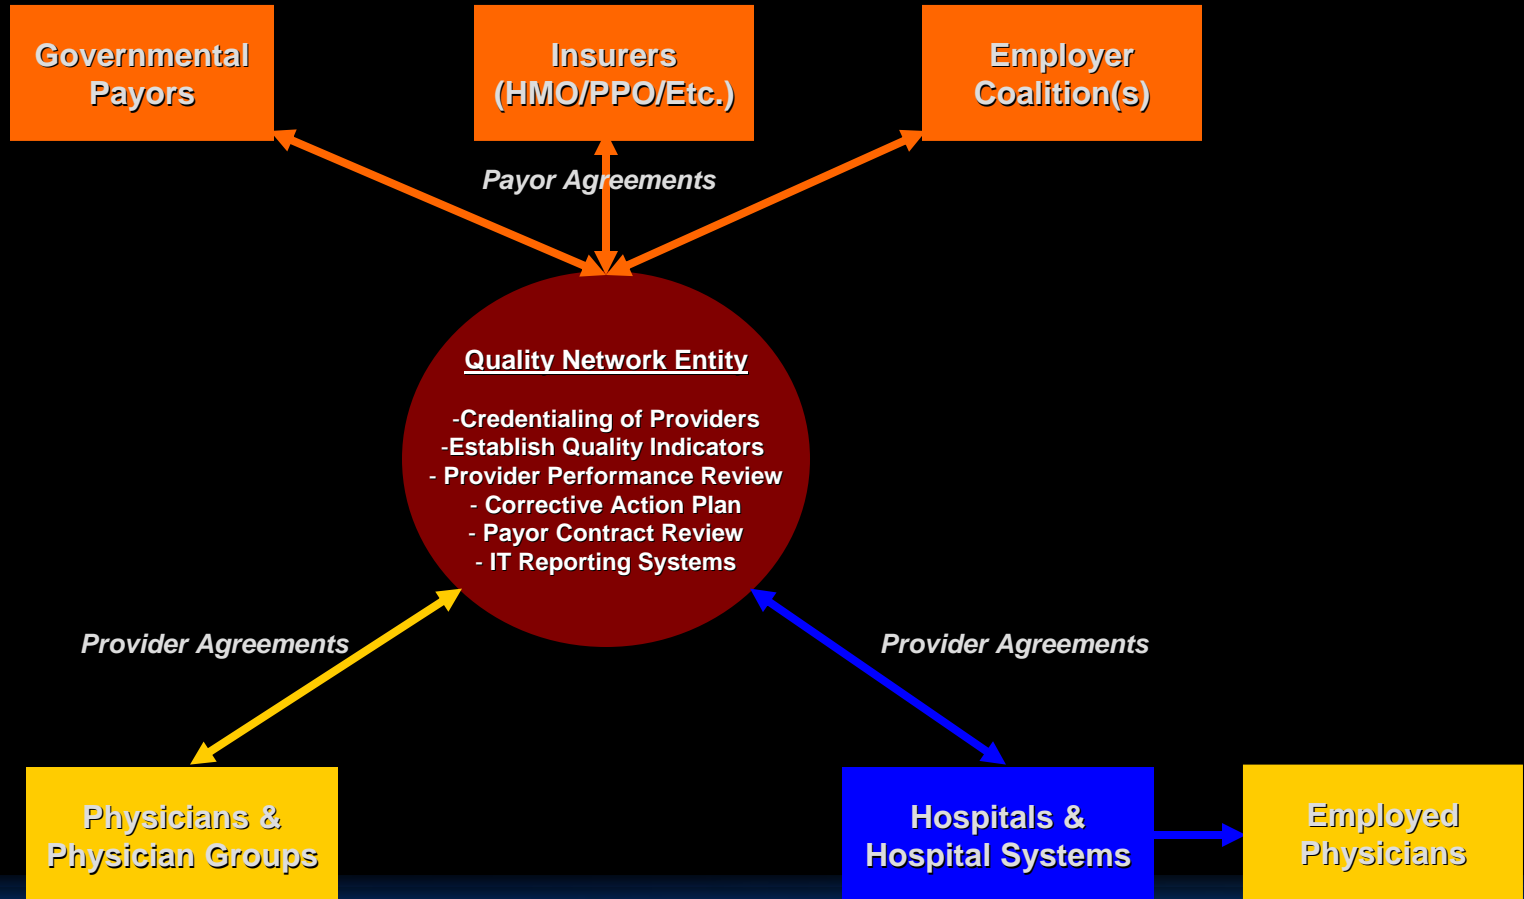 Governmental
Payors
Insurers
(HMO/PPO/Etc.)
Employer
Coalition(s)
Payor Agreements
Quality Network Entity
-Credentialing of Providers
-Establish Quality Indicators
- Provider Performance Review
- Corrective Action Plan
- Payor Contract Review
- IT Reporting Systems
Provider Agreements
Provider Agreements
Physicians &
Physician Groups
Hospitals &
Hospital Systems
Employed
Physicians